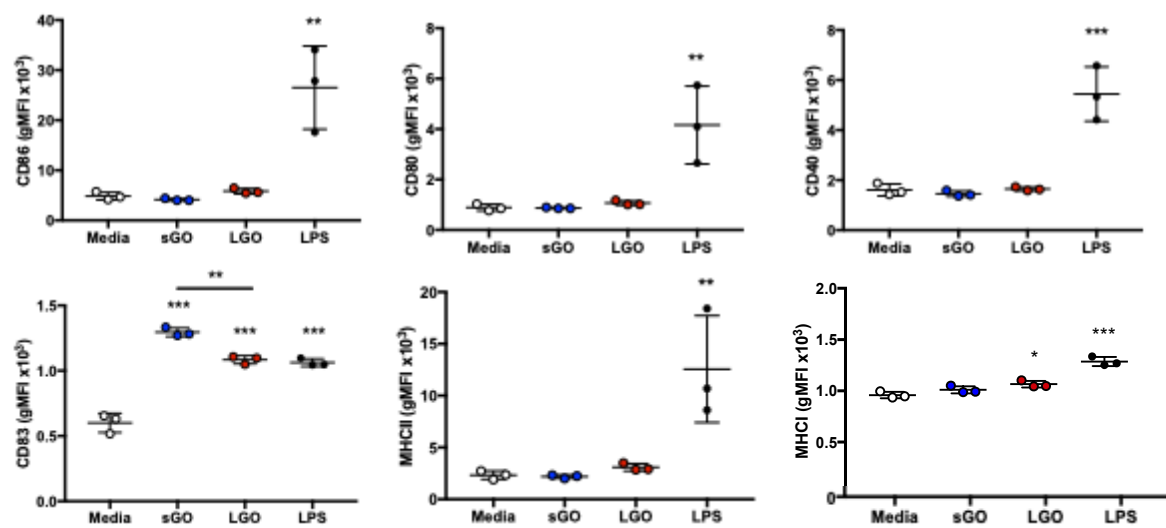 CD86 (gMFI x10³)
40
30
20
10
0
**
Media sGO LGO LPS
CD80 (gMFI x10³)
8
6
4
2
0
**
Media sGO LGO LPS
CD40 (gMFI x10³)
8
6
4
2
0
***
Media sGO LGO LPS
CD83 (gMFI x10³)
1.5
1.0
0.5
0.0
**
*** *** ***
Media sGO LGO LPS
MHCII (gMFI x10³)
20
15
10
5
0
**
Media sGO LGO LPS
MHCI (gMFI x10³)
2.0
1.5
1.0
0.5
0
* ***
Media sGO LGO LPS